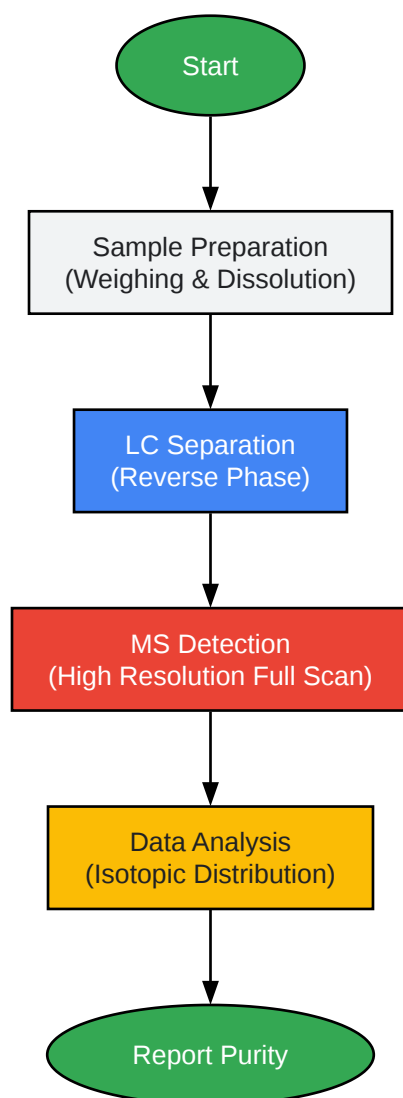 Start
Sample Preparation
(Weighing & Dissolution)
LC Separation
(Reverse Phase)
MS Detection
(High Resolution Full Scan)
Data Analysis
(Isotopic Distribution)
Report Purity